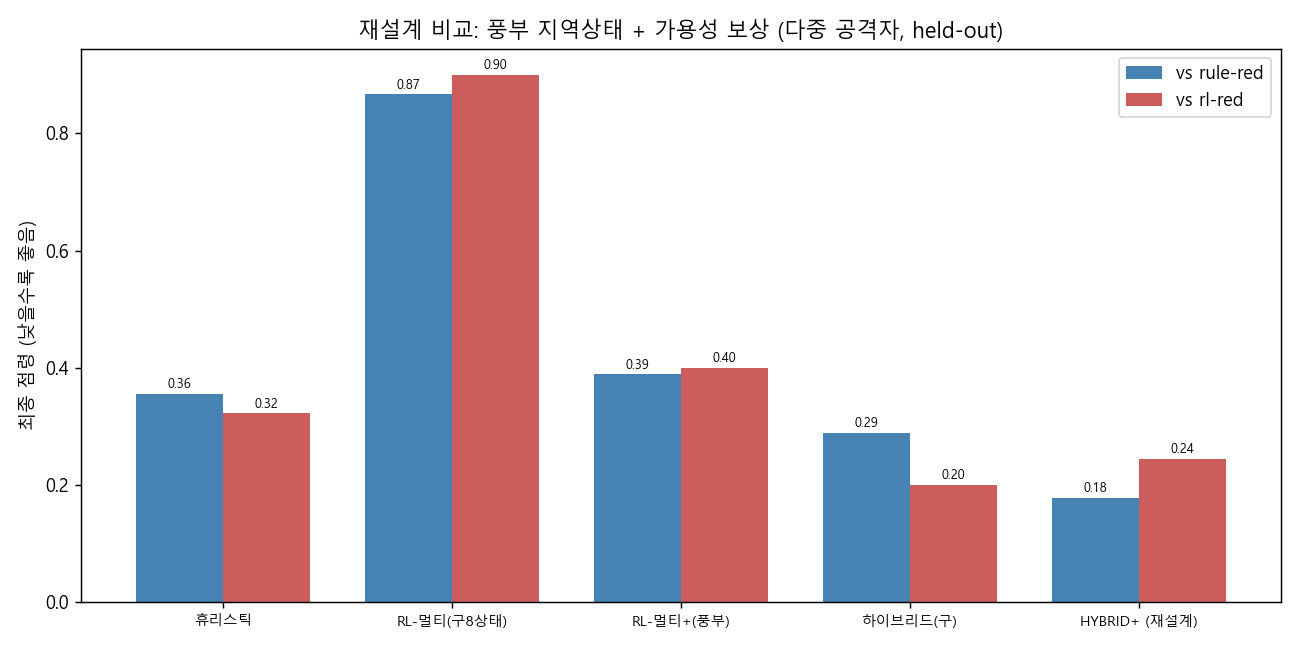 재설계 비교: 풍부 지역상태 + 가용성 보상 (다중 공격자, held-out)
vs rule-red
vs rl-red
최종 점령 (낮을수록 좋음)
0.8
0.6
0.4
0.2
0.0
0.36
0.32
0.87
0.90
0.39
0.40
0.29
0.20
0.18
0.24
휴리스틱
RL-멀티(구8상태)
RL-멀티+(풍부)
하이브리드(구)
HYBRID+ (재설계)